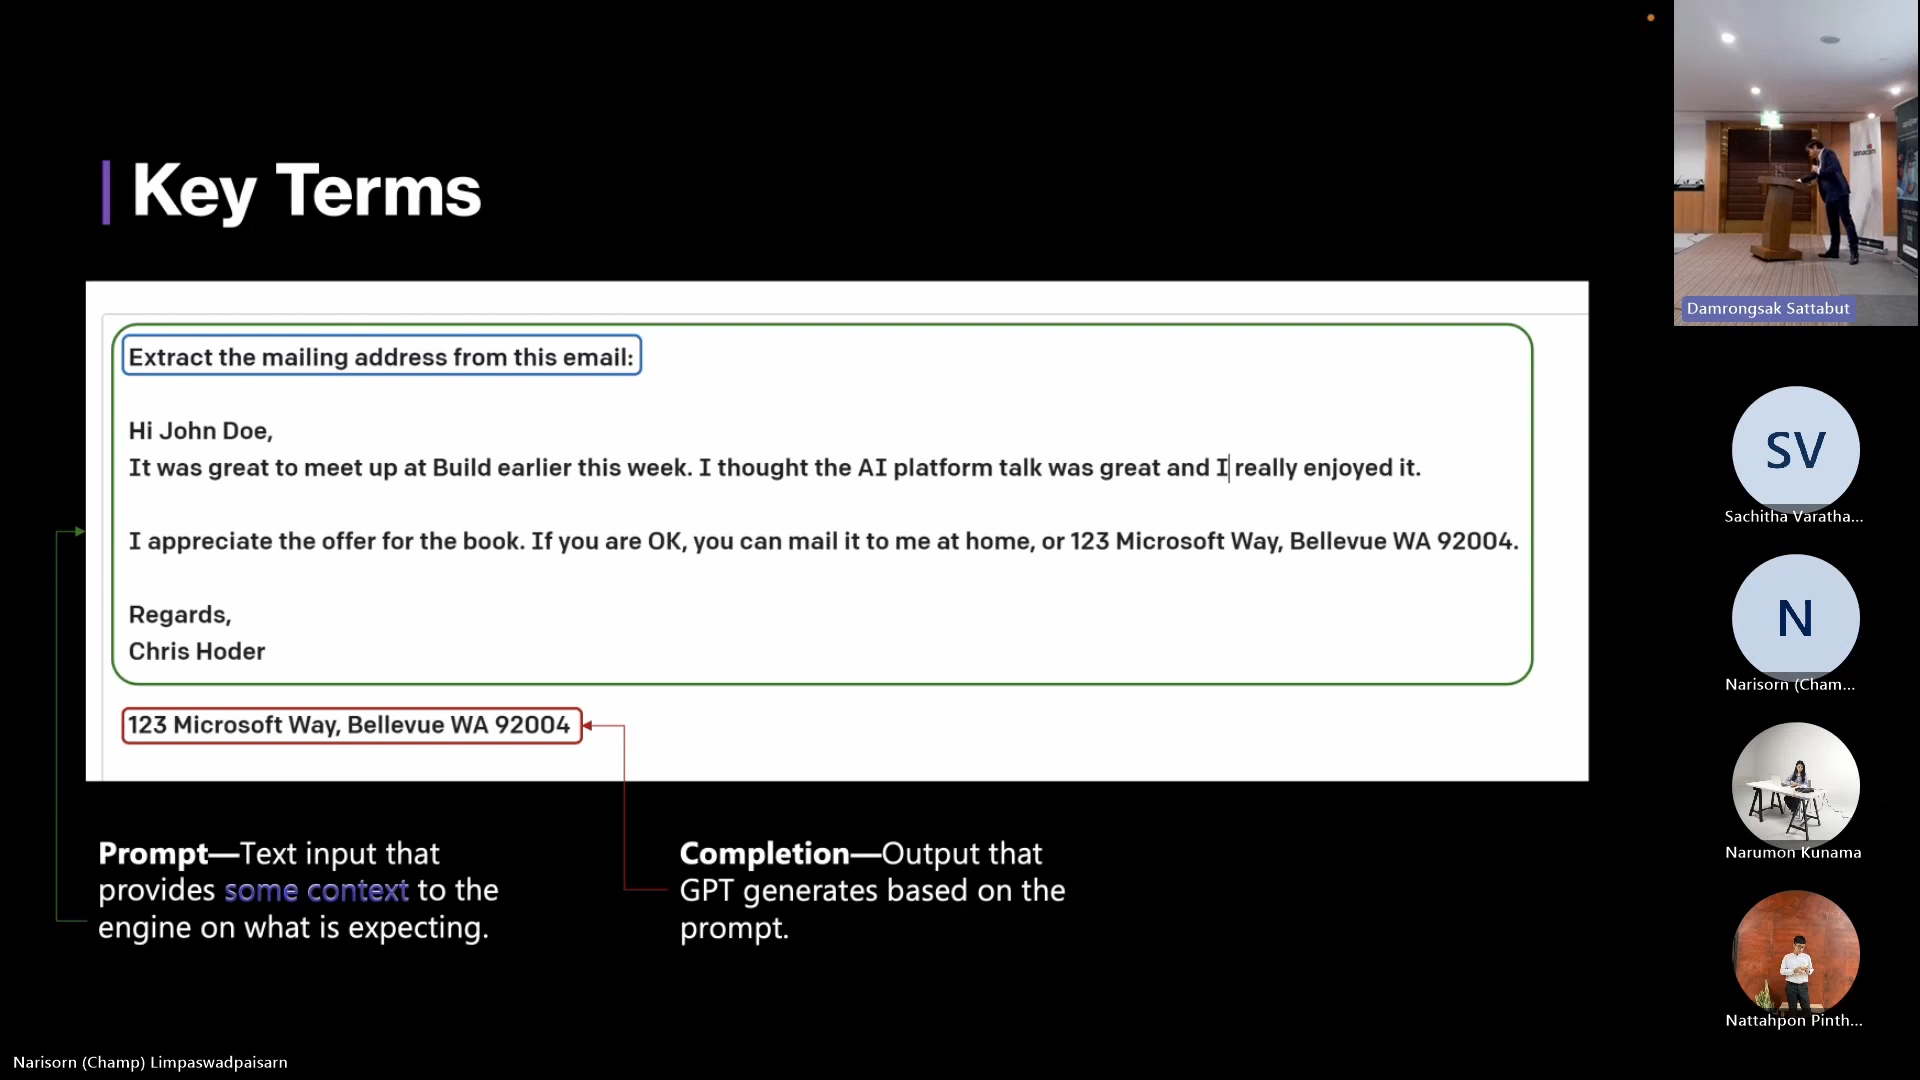 Key Terms
Extract the mailing address from this email:
Hi John Doe,
It was great to meet up at Build earlier this week. I thought the AI platform talk was great and I really enjoyed it.
I appreciate the offer for the book. If you are OK, you can mail it to me at home, or 123 Microsoft Way, Bellevue WA 92004.
Regards,
Chris Hoder
123 Microsoft Way, Bellevue WA 92004
Prompt—Text input that
provides some context to the
engine on what is expecting.
Completion—Output that
GPT generates based on the
prompt.
Damrongsak Sattabut
SV
Sachitha Varatha...
N
Narisorn (Cham...
Narumon Kunama
Nattahpon Pinth...
Narisorn (Champ) Limpaswadpaisarn